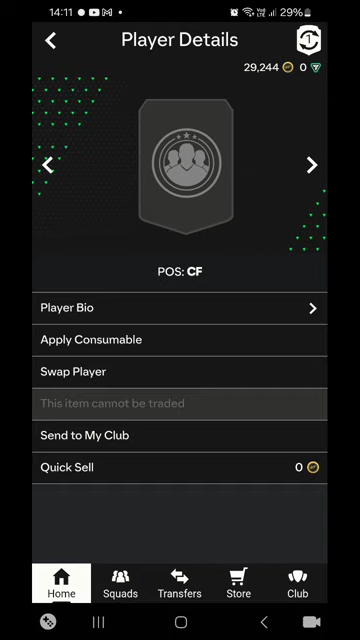 14:11
29%
Player Details
29,244 0
POS: CF
Player Bio
Apply Consumable
Swap Player
This item cannot be traded
Send to My Club
Quick Sell 0
Home Squads Transfers Store Club